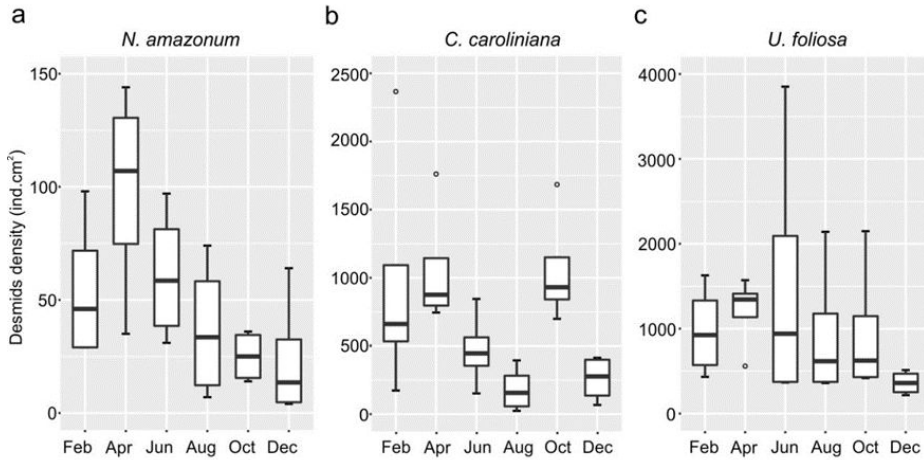 a
N. amazonum
Desmids density (ind.cm²)
150
100
50
0
Feb Apr Jun Aug Oct Dec
b
C. caroliniana
2500
2000
1500
1000
500
0
Feb Apr Jun Aug Oct Dec
c
U. foliosa
4000
3000
2000
1000
0
Feb Apr Jun Aug Oct Dec